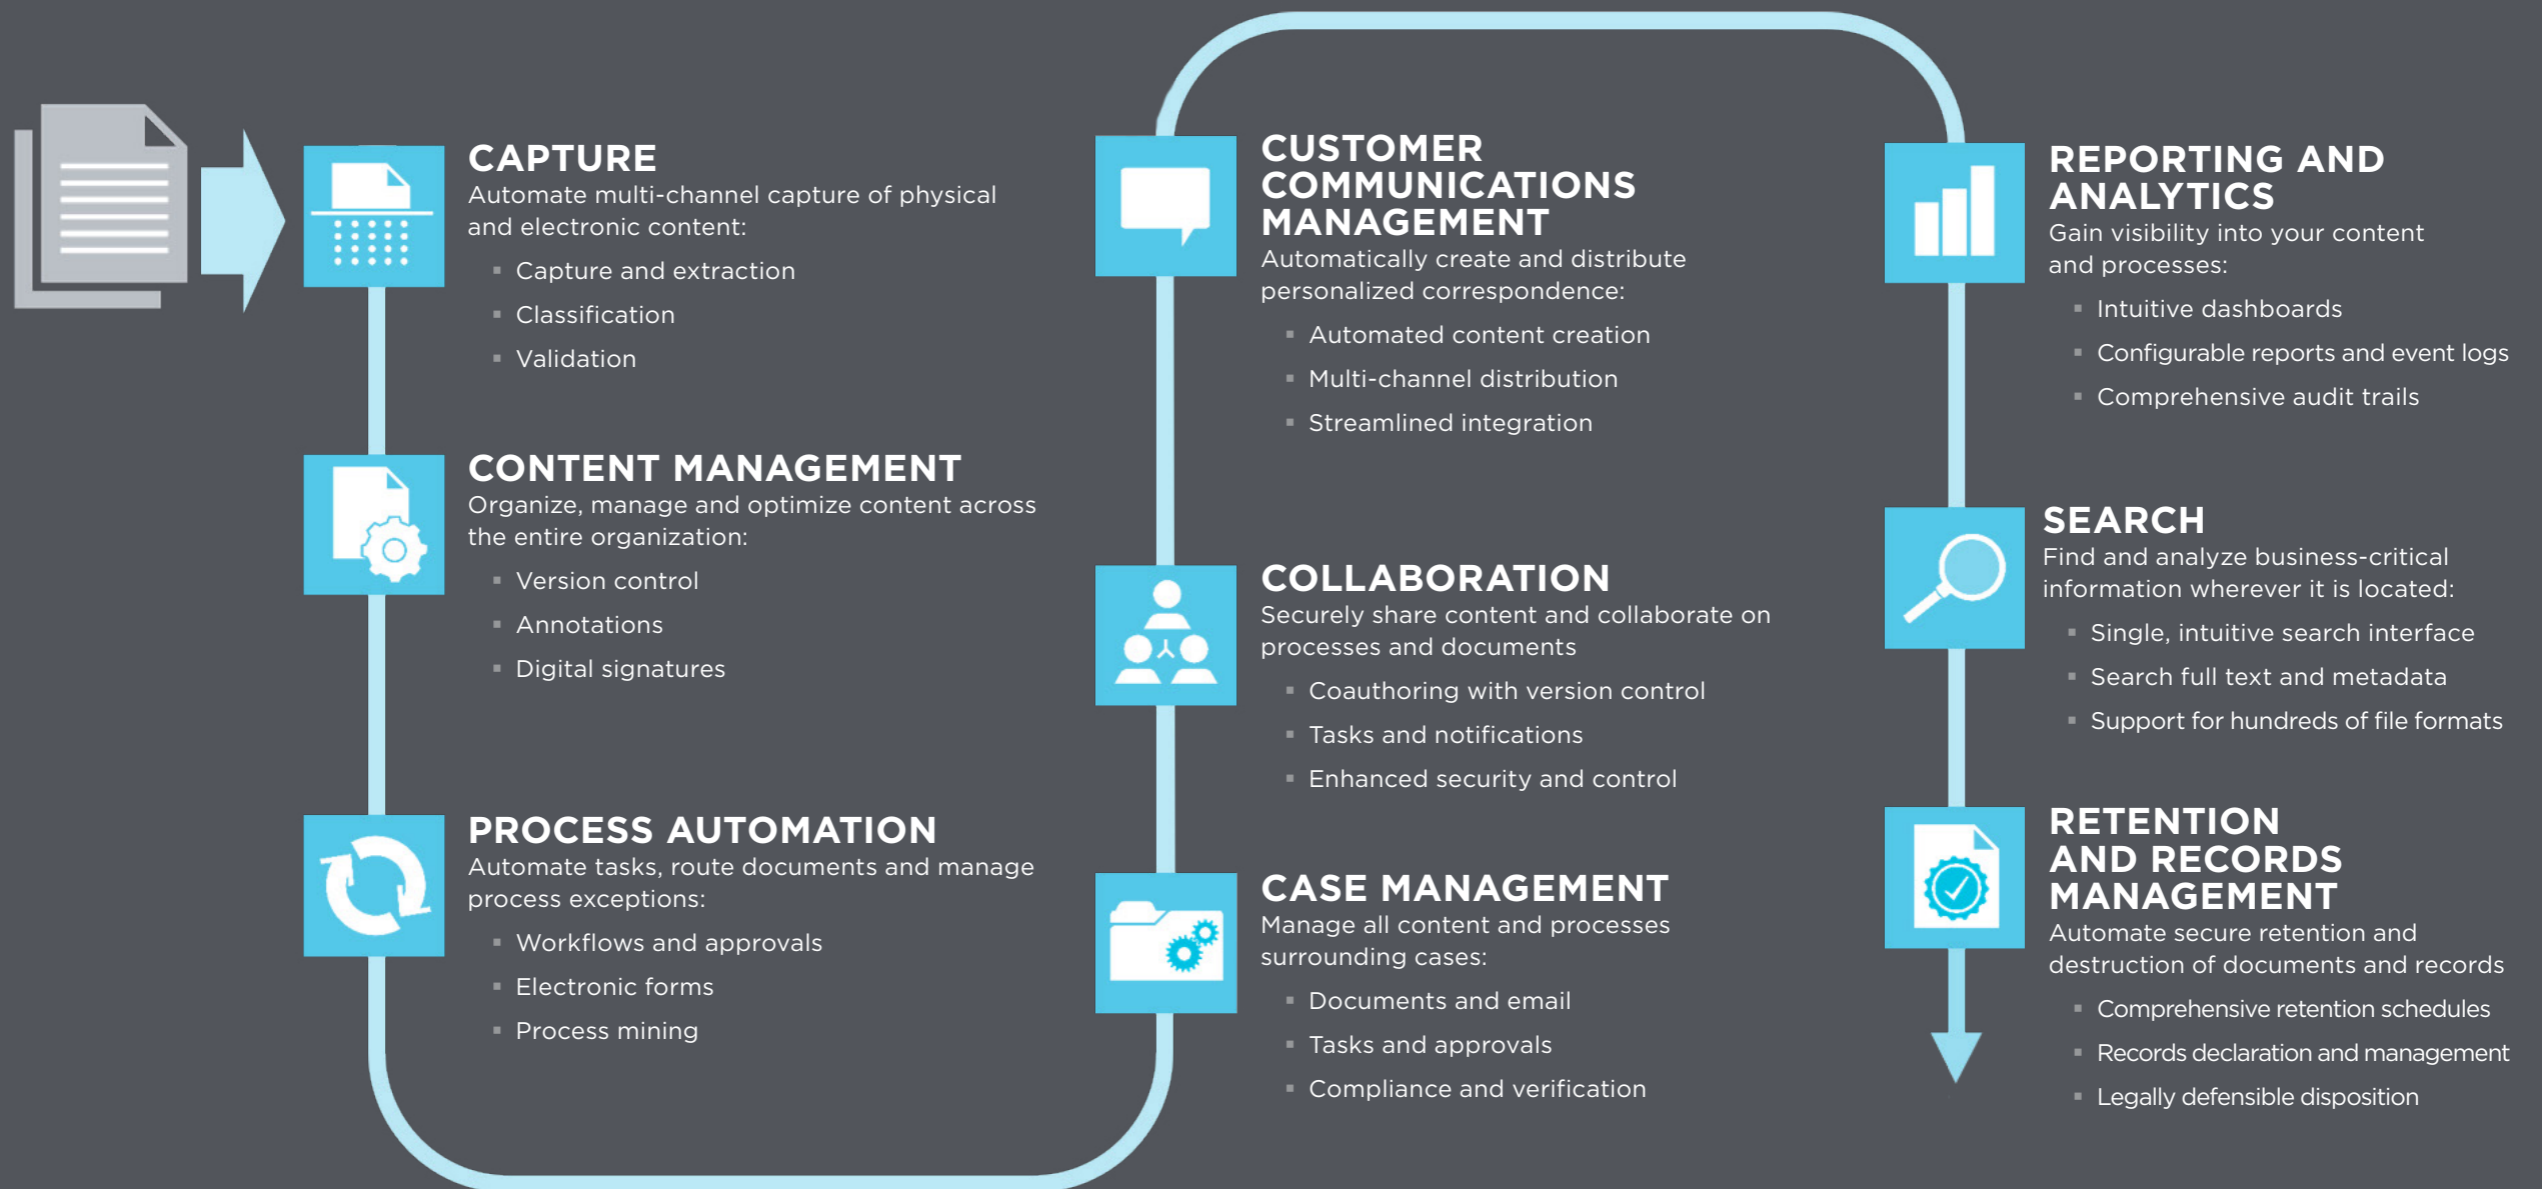 CAPTURE
Automate multi-channel capture of physical
and electronic content:
▪ Capture and extraction
▪ Classification
▪ Validation
CONTENT MANAGEMENT
Organize, manage and optimize content across
the entire organization:
▪ Version control
▪ Annotations
▪ Digital signatures
PROCESS AUTOMATION
Automate tasks, route documents and manage
process exceptions:
▪ Workflows and approvals
▪ Electronic forms
▪ Process mining
CUSTOMER
COMMUNICATIONS
MANAGEMENT
Automatically create and distribute
personalized correspondence:
▪ Automated content creation
▪ Multi-channel distribution
▪ Streamlined integration
COLLABORATION
Securely share content and collaborate on
processes and documents
▪ Coauthoring with version control
▪ Tasks and notifications
▪ Enhanced security and control
CASE MANAGEMENT
Manage all content and processes
surrounding cases:
▪ Documents and email
▪ Tasks and approvals
▪ Compliance and verification
REPORTING AND
ANALYTICS
Gain visibility into your content
and processes:
▪ Intuitive dashboards
▪ Configurable reports and event logs
▪ Comprehensive audit trails
SEARCH
Find and analyze business-critical
information wherever it is located:
▪ Single, intuitive search interface
▪ Search full text and metadata
▪ Support for hundreds of file formats
RETENTION
AND RECORDS
MANAGEMENT
Automate secure retention and
destruction of documents and records
▪ Comprehensive retention schedules
▪ Records declaration and management
▪ Legally defensible disposition